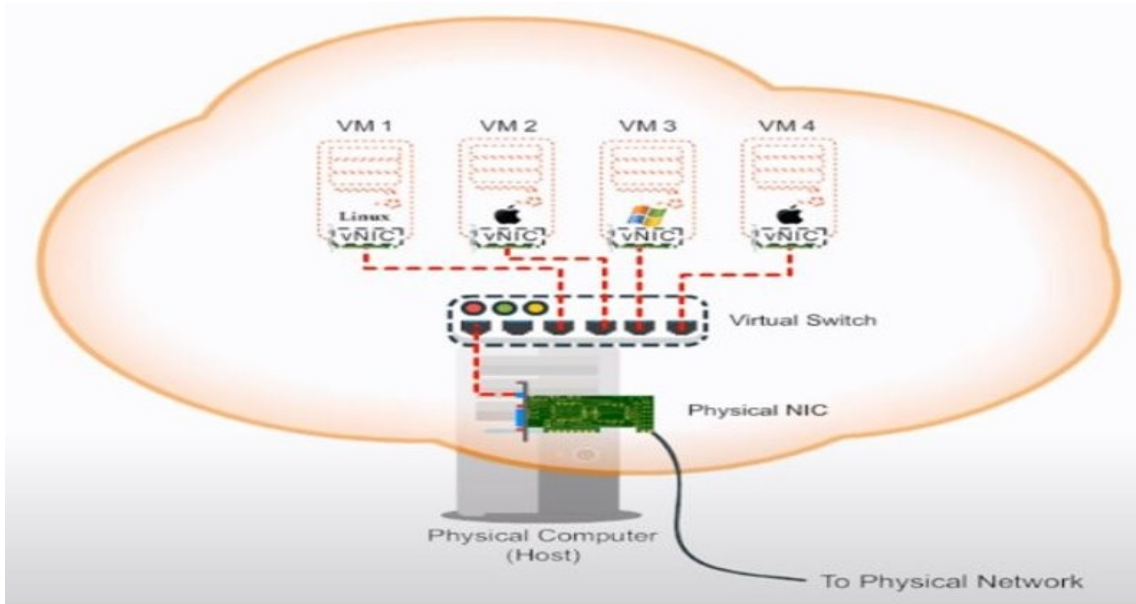 VM 1
VM 2
VM 3
VM 4
Linux
vNIC
vNIC
vNIC
vNIC
Virtual Switch
Physical NIC
Physical Computer
(Host)
To Physical Network